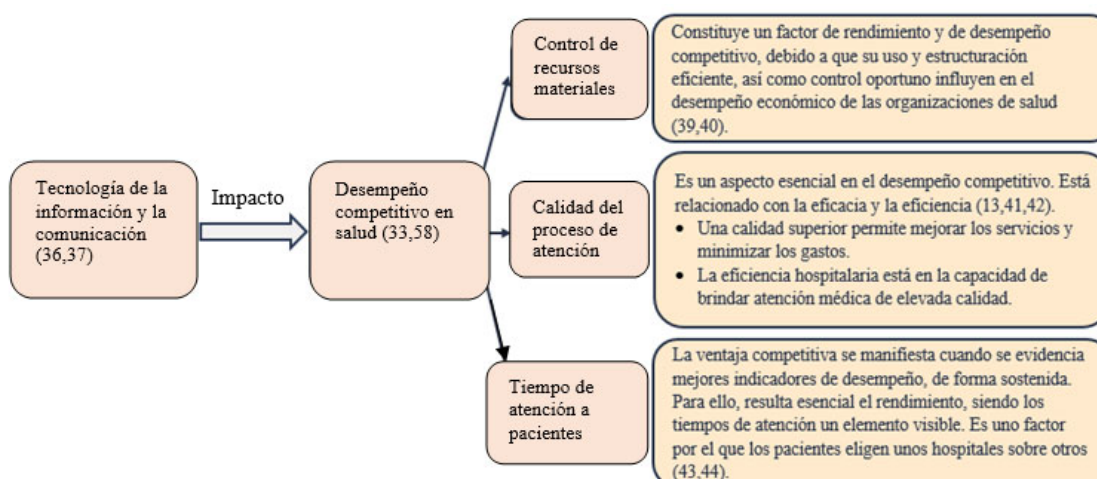 Tecnología de la
información y la
comunicación
(36,37)
Impacto
Desempeño
competitivo en
salud (33,58)
Control de
recursos
materiales
Constituye un factor de rendimiento y de desempeño
competitivo, debido a que su uso y estructuración
eficiente, así como control oportuno influyen en el
desempeño económico de las organizaciones de salud
(39,40).
Calidad del
proceso de
atención
Es un aspecto esencial en el desempeño competitivo. Está
relacionado con la eficacia y la eficiencia (13,41,42).
• Una calidad superior permite mejorar los servicios y
minimizar los gastos.
• La eficiencia hospitalaria está en la capacidad de
brindar atención médica de elevada calidad.
Tiempo de
atención a
pacientes
La ventaja competitiva se manifiesta cuando se evidencia
mejores indicadores de desempeño, de forma sostenida.
Para ello, resulta esencial el rendimiento, siendo los
tiempos de atención un elemento visible. Es uno factor
por el que los pacientes eligen unos hospitales sobre otros
(43,44).